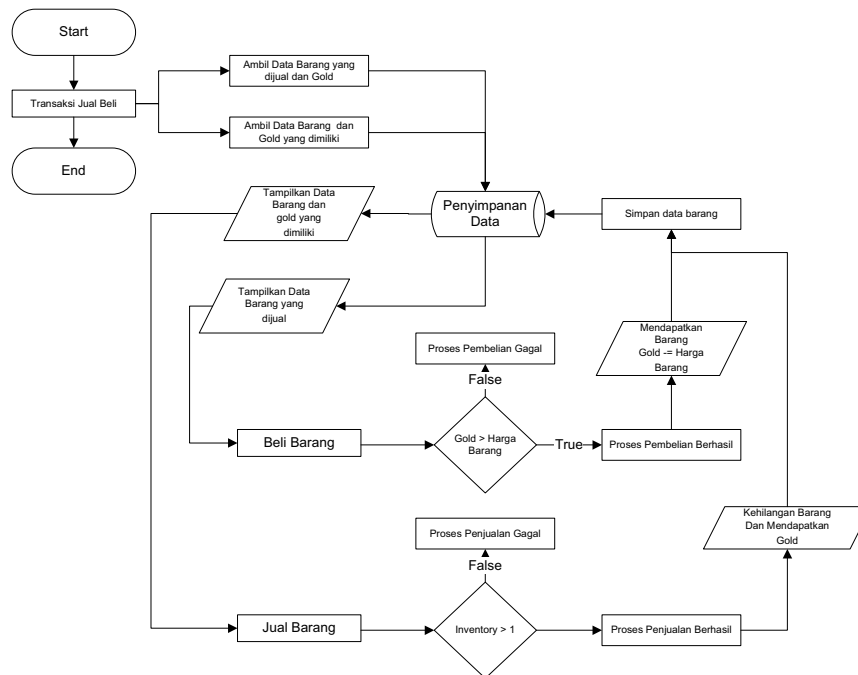 Start
Transaksi Jual Beli
End
Ambil Data Barang yang
dijual dan Gold
Ambil Data Barang dan
Gold yang dimiliki
Tampilkan Data
Barang dan
gold yang
dimiliki
Penyimpanan
Data
Simpan data barang
Tampilkan Data
Barang yang
dijual
Proses Pembelian Gagal
False
Mendapatkan
Barang
Gold -= Harga
Barang
Beli Barang
Gold > Harga
Barang
True
Proses Pembelian Berhasil
Kehilangan Barang
Dan Mendapatkan
Gold
Proses Penjualan Gagal
False
Jual Barang
Inventory > 1
Proses Penjualan Berhasil